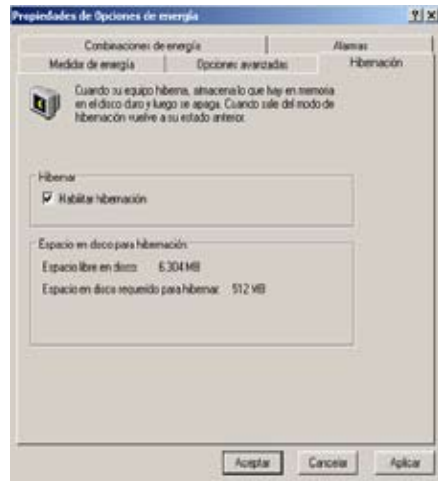 Propiedades de Opciones de energía
Combinaciones de energía
Alarmas
Medidor de energía
Opciones avanzadas
Hibernación
Cuando su equipo hiberna, almacena lo que hay en memoria
en el disco duro y luego se apaga. Cuando sale del modo de
hibernación vuelve a su estado anterior.
Hibernar
Habilitar hibernación
Espacio en disco para hibernación
Espacio libre en disco: 6.304 MB
Espacio en disco requerido para hibernar: 512 MB
Aceptar
Cancelar
Aplicar